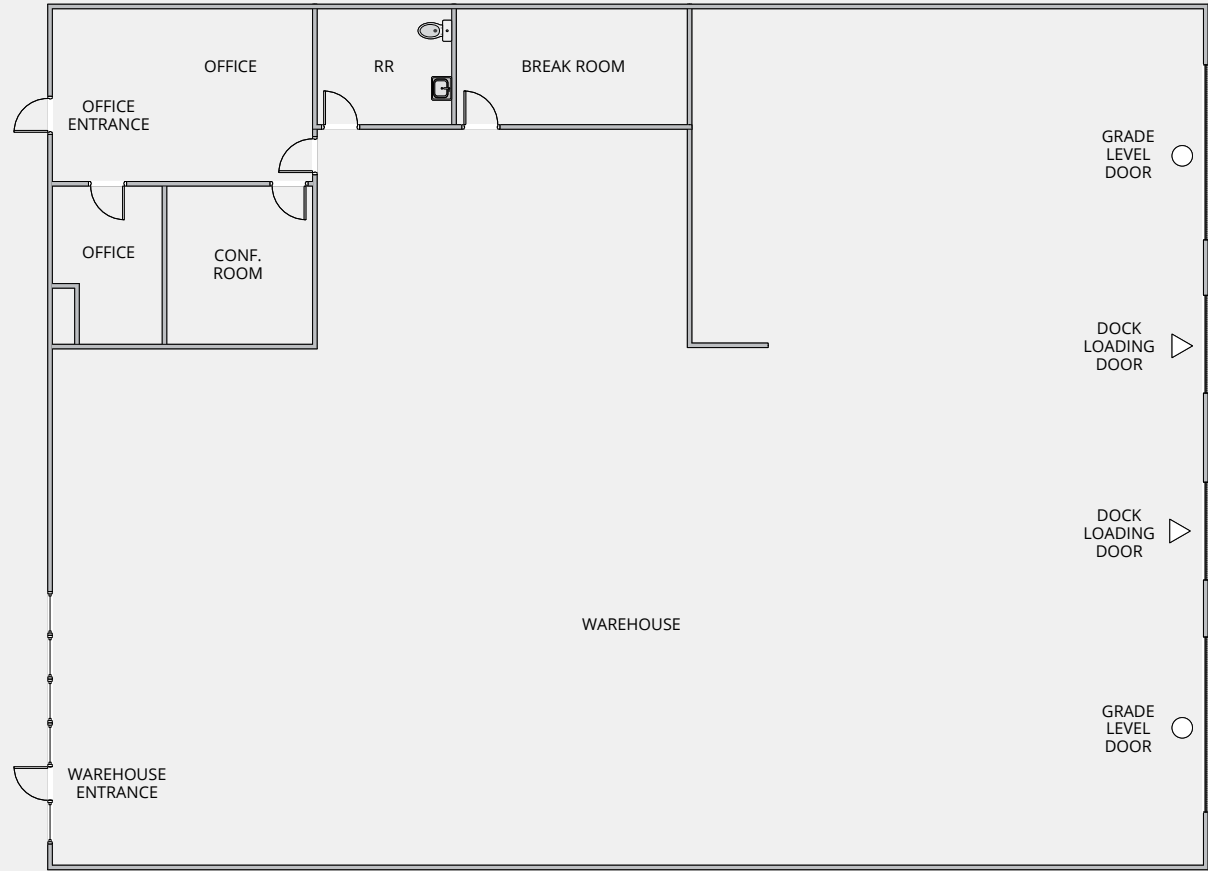 OFFICE
RR
BREAK ROOM
OFFICE
ENTRANCE
GRADE
LEVEL
DOOR
OFFICE
CONF.
ROOM
DOCK
LOADING
DOOR
DOCK
LOADING
DOOR
WAREHOUSE
GRADE
LEVEL
DOOR
WAREHOUSE
ENTRANCE